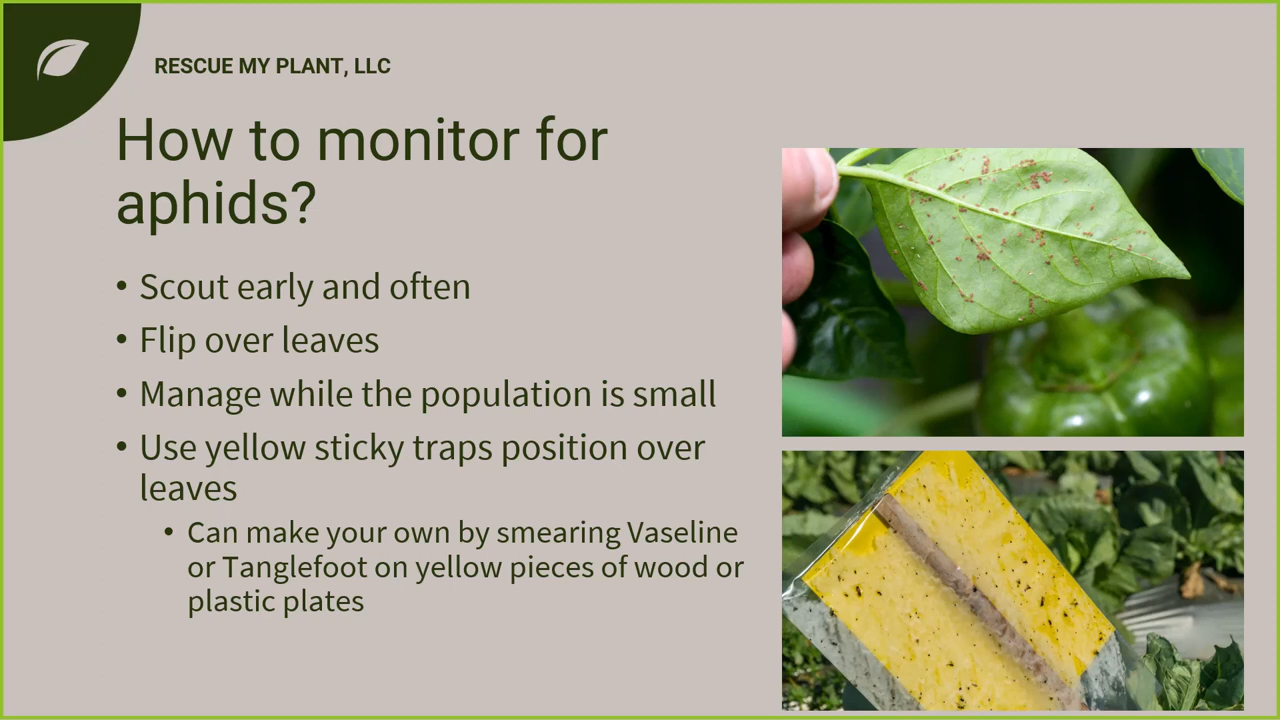 RESCUE MY PLANT, LLC
How to monitor for
aphids?
• Scout early and often
• Flip over leaves
• Manage while the population is small
• Use yellow sticky traps position over
leaves
• Can make your own by smearing Vaseline
or Tanglefoot on yellow pieces of wood or
plastic plates